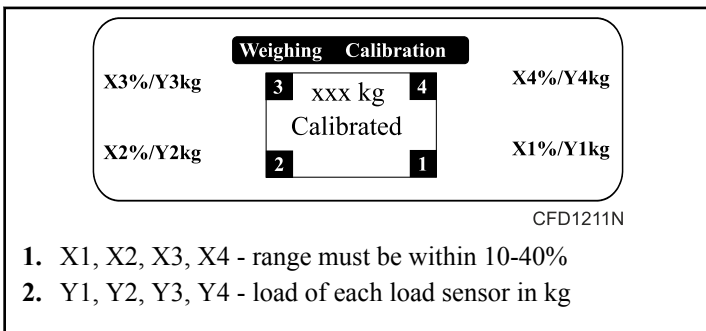 Weighing Calibration
X3%/Y3kg 3 xxx kg 4 X4%/Y4kg
Calibrated
X2%/Y2kg 2 1 X1%/Y1kg
CFD1211N
1. X1, X2, X3, X4 - range must be within 10-40%
2. Y1, Y2, Y3, Y4 - load of each load sensor in kg